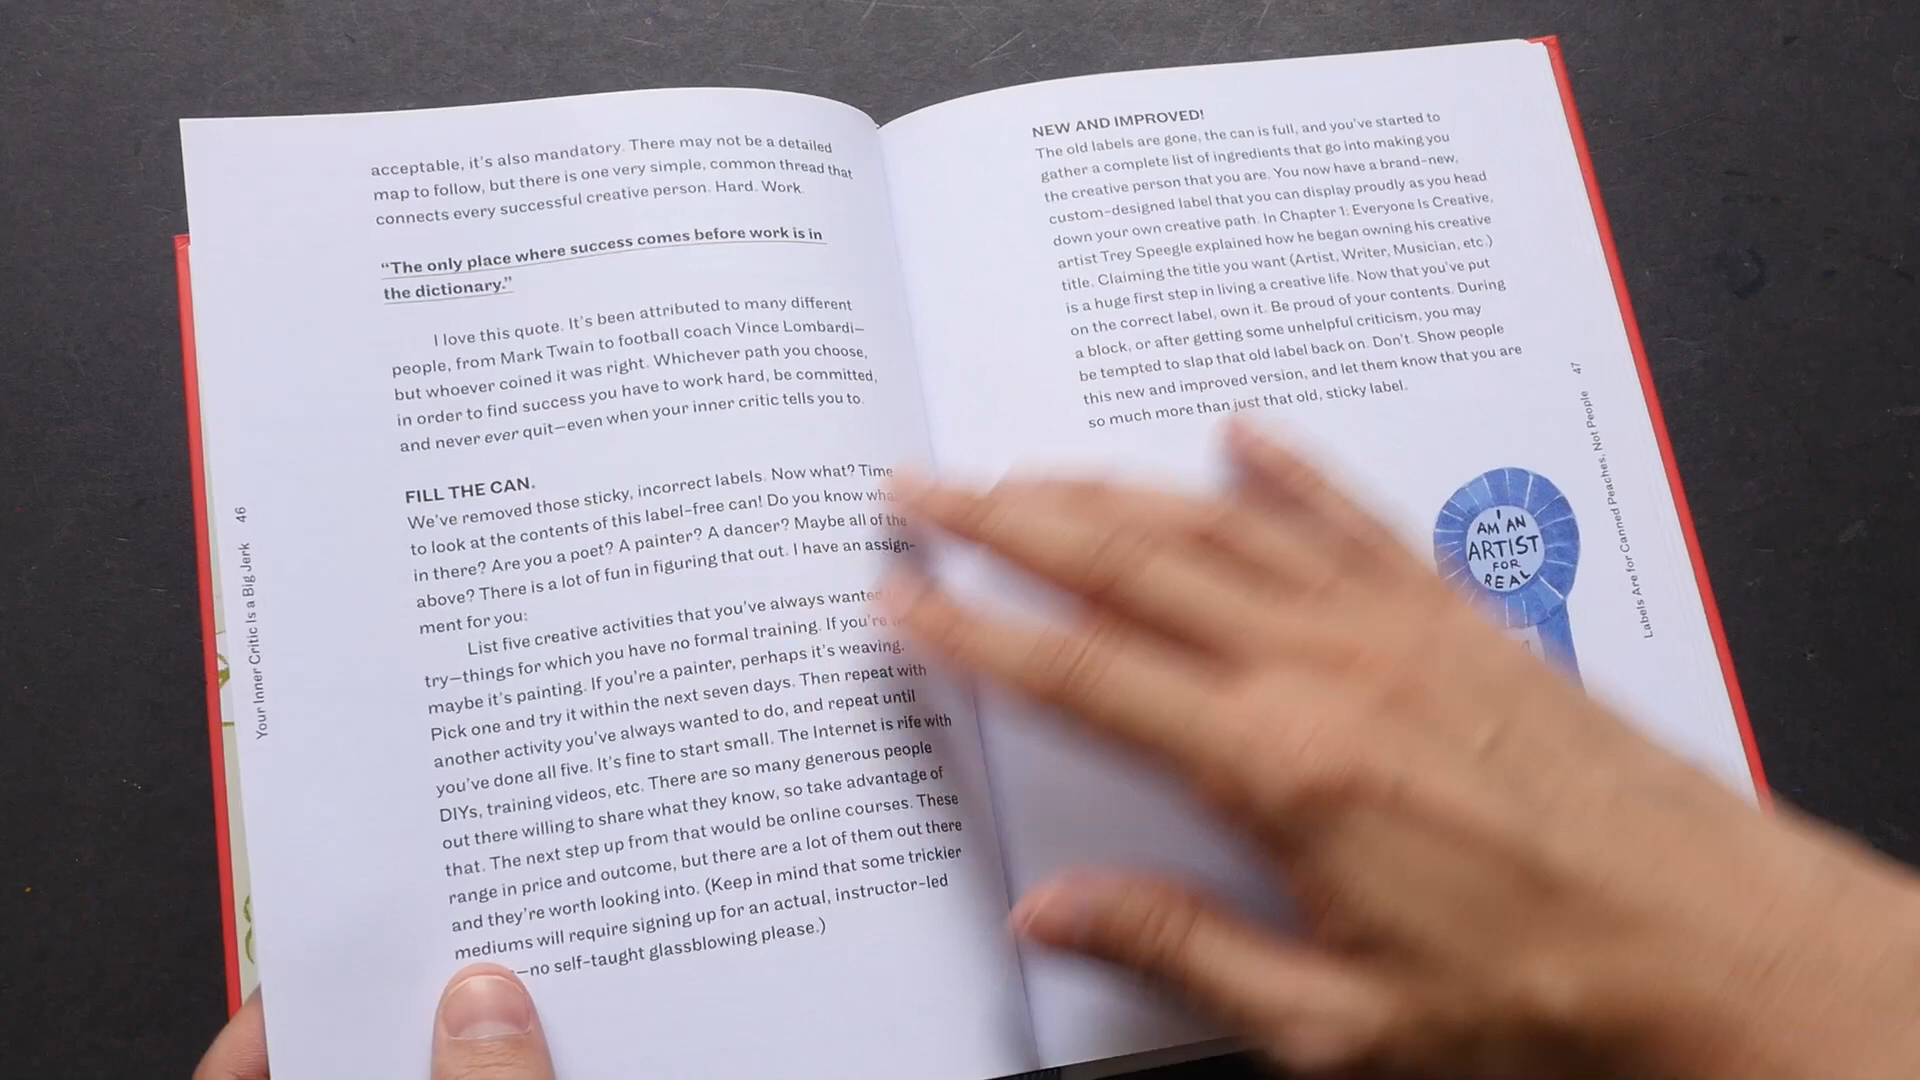 acceptable, it's also mandatory. There may not be a detailed
map to follow, but there is one very simple, common thread that
connects every successful creative person. Hard. Work.
“The only place where success comes before work is in
the dictionary.”
I love this quote. It's been attributed to many different
people, from Mark Twain to football coach Vince Lombardi—
but whoever coined it was right. Whichever path you choose,
in order to find success you have to work hard, be committed,
and never ever quit—even when your inner critic tells you to.
FILL THE CAN.
We've removed those sticky, incorrect labels. Now what? Time
to look at the contents of this label-free can! Do you know
in there? Are you a poet? A painter? A dancer? Maybe all of the
above? There is a lot of fun in figuring that out. I have an assign-
ment for you:
List five creative activities that you've always wanted
try—things for which you have no formal training. If you're
maybe it's painting. If you're a painter, perhaps it's weaving.
Pick one and try it within the next seven days. Then repeat with
another activity you've always wanted to do, and repeat until
you've done all five. It's fine to start small. The Internet is rife with
DIYs, training videos, etc. There are so many generous people
out there willing to share what they know, so take advantage of
that. The next step up from that would be online courses. These
range in price and outcome, but there are a lot of them out there
and they're worth looking into. (Keep in mind that some trickier
mediums will require signing up for an actual, instructor-led
—no self-taught glassblowing please.)
Your Inner Critic Is a Big Jerk 46
NEW AND IMPROVED!
The old labels are gone, the can is full, and you've started to
gather a complete list of ingredients that go into making you
the creative person that you are. You now have a brand-new,
custom-designed label that you can display proudly as you head
down your own creative path. In Chapter 1: Everyone Is Creative,
artist Trey Speegle explained how he began owning his creative
title. Claiming the title you want (Artist, Writer, Musician, etc.)
is a huge first step in living a creative life. Now that you've put
on the correct label, own it. Be proud of your contents. During
a block, or after getting some unhelpful criticism, you may
be tempted to slap that old label back on. Don't. Show people
this new and improved version, and let them know that you are
so much more than just that old, sticky label.
I
AM AN
ARTIST
FOR
REAL
Labels Are for Canned Peaches, Not People 47